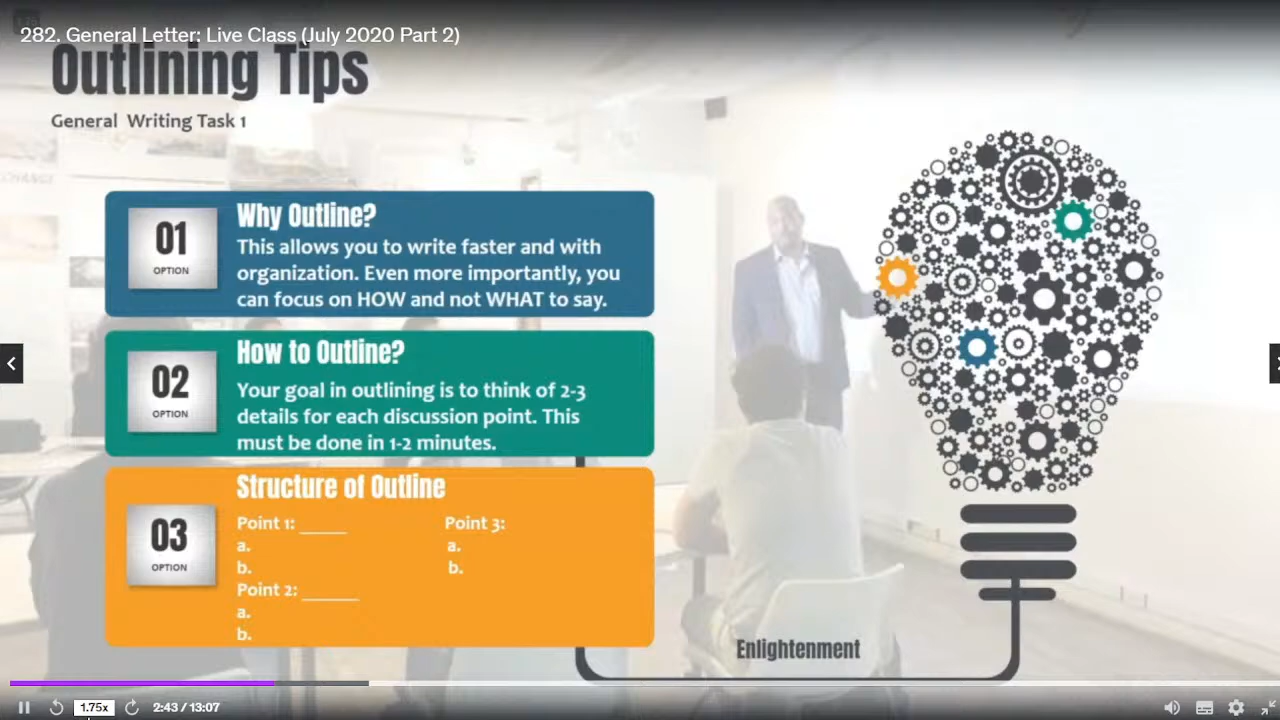 282. General Letter: Live Class (July 2020 Part 2)
Outlining Tips
General Writing Task 1
01
OPTION
Why Outline?
This allows you to write faster and with
organization. Even more importantly, you
can focus on HOW and not WHAT to say.
02
OPTION
How to Outline?
Your goal in outlining is to think of 2-3
details for each discussion point. This
must be done in 1-2 minutes.
03
OPTION
Structure of Outline
Point 1: _____
a.
b.
Point 2: ______
a.
b.
Point 3:
a.
b.
Enlightenment
1.75x
2:43 / 13:07